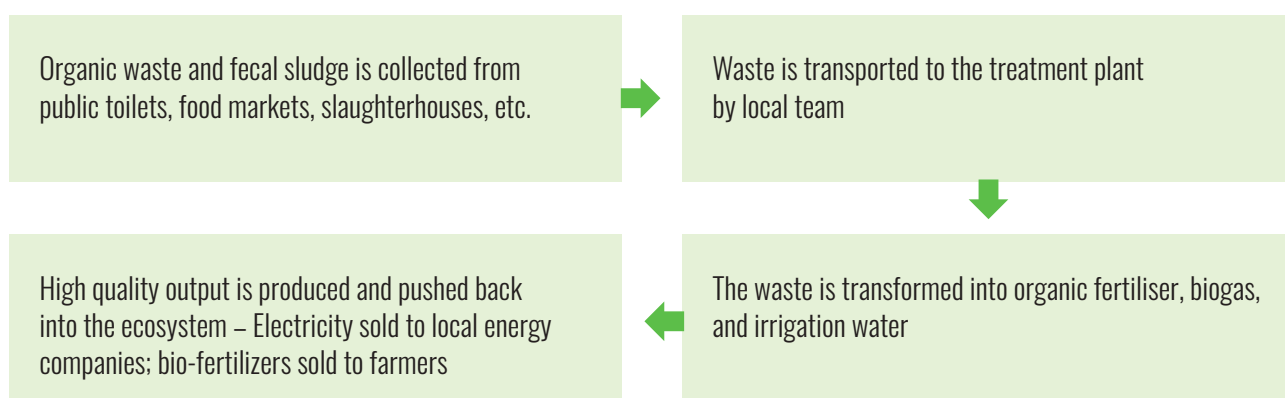 Organic waste and fecal sludge is collected from
public toilets, food markets, slaughterhouses, etc.
Waste is transported to the treatment plant
by local team
The waste is transformed into organic fertiliser, biogas,
and irrigation water
High quality output is produced and pushed back
into the ecosystem – Electricity sold to local energy
companies; bio-fertilizers sold to farmers